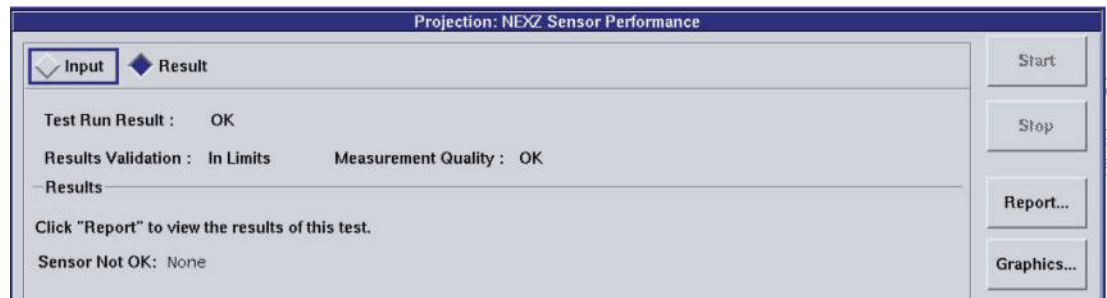 Projection: NEXZ Sensor Performance
Input Result
Start
Test Run Result : OK
Stop
Results Validation : In Limits Measurement Quality : OK
Results
Report...
Click "Report" to view the results of this test.
Sensor Not OK: None
Graphics...